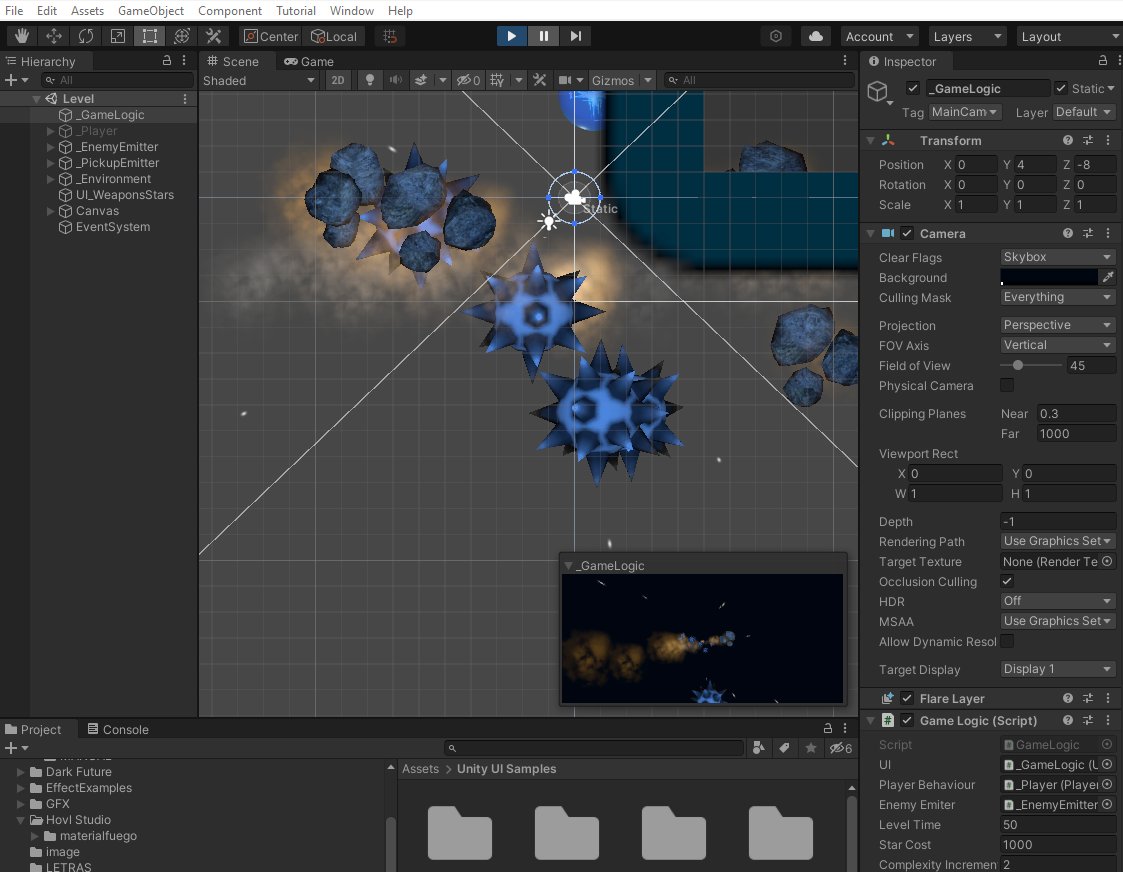 File Edit Assets GameObject Component Tutorial Window Help
Center Local Account Layers Layout
Hierarchy
All
Level
_GameLogic
_Player
_EnemyEmitter
_PickupEmitter
_Environment
UI_WeaponsStars
Canvas
EventSystem
Scene Game
Shaded 2D 0 Gizmos All
Static
_GameLogic
Inspector
_GameLogic Static
Tag MainCam Layer Default
Transform
Position X 0 Y 4 Z -8
Rotation X 0 Y 0 Z 0
Scale X 1 Y 1 Z 1
Camera
Clear Flags Skybox
Background
Culling Mask Everything
Projection Perspective
FOV Axis Vertical
Field of View 45
Physical Camera
Clipping Planes Near 0.3
Far 1000
Viewport Rect
X 0 Y 0
W 1 H 1
Depth -1
Rendering Path Use Graphics Set
Target Texture None (Render Te
Occlusion Culling
HDR Off
MSAA Use Graphics Set
Allow Dynamic Resol
Target Display Display 1
Flare Layer
Game Logic (Script)
Script GameLogic
UI _GameLogic (U
Player Behaviour _Player (Player
Enemy Emiter _EnemyEmitter
Level Time 50
Star Cost 1000
Complexity Incremen 2
Project Console
6
Dark Future
EffectExamples
GFX
Hovl Studio
materialfuego
image
LETRAS
Assets > Unity UI Samples